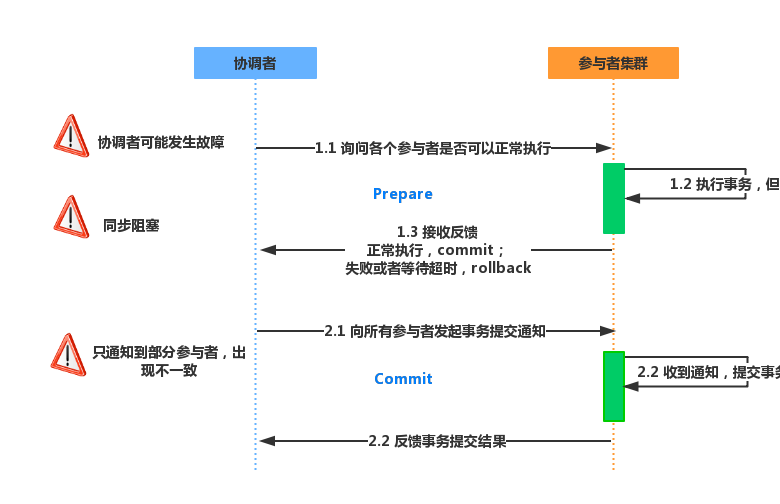 协调者
参与者集群
协调者可能发生故障
1.1 询问各个参与者是否可以正常执行
Prepare
1.2 执行事务，但
同步阻塞
1.3 接收反馈
正常执行，commit；
失败或者等待超时，rollback
2.1 向所有参与者发起事务提交通知
只通知到部分参与者，出
现不一致
Commit
2.2 收到通知，提交事务
2.2 反馈事务提交结果